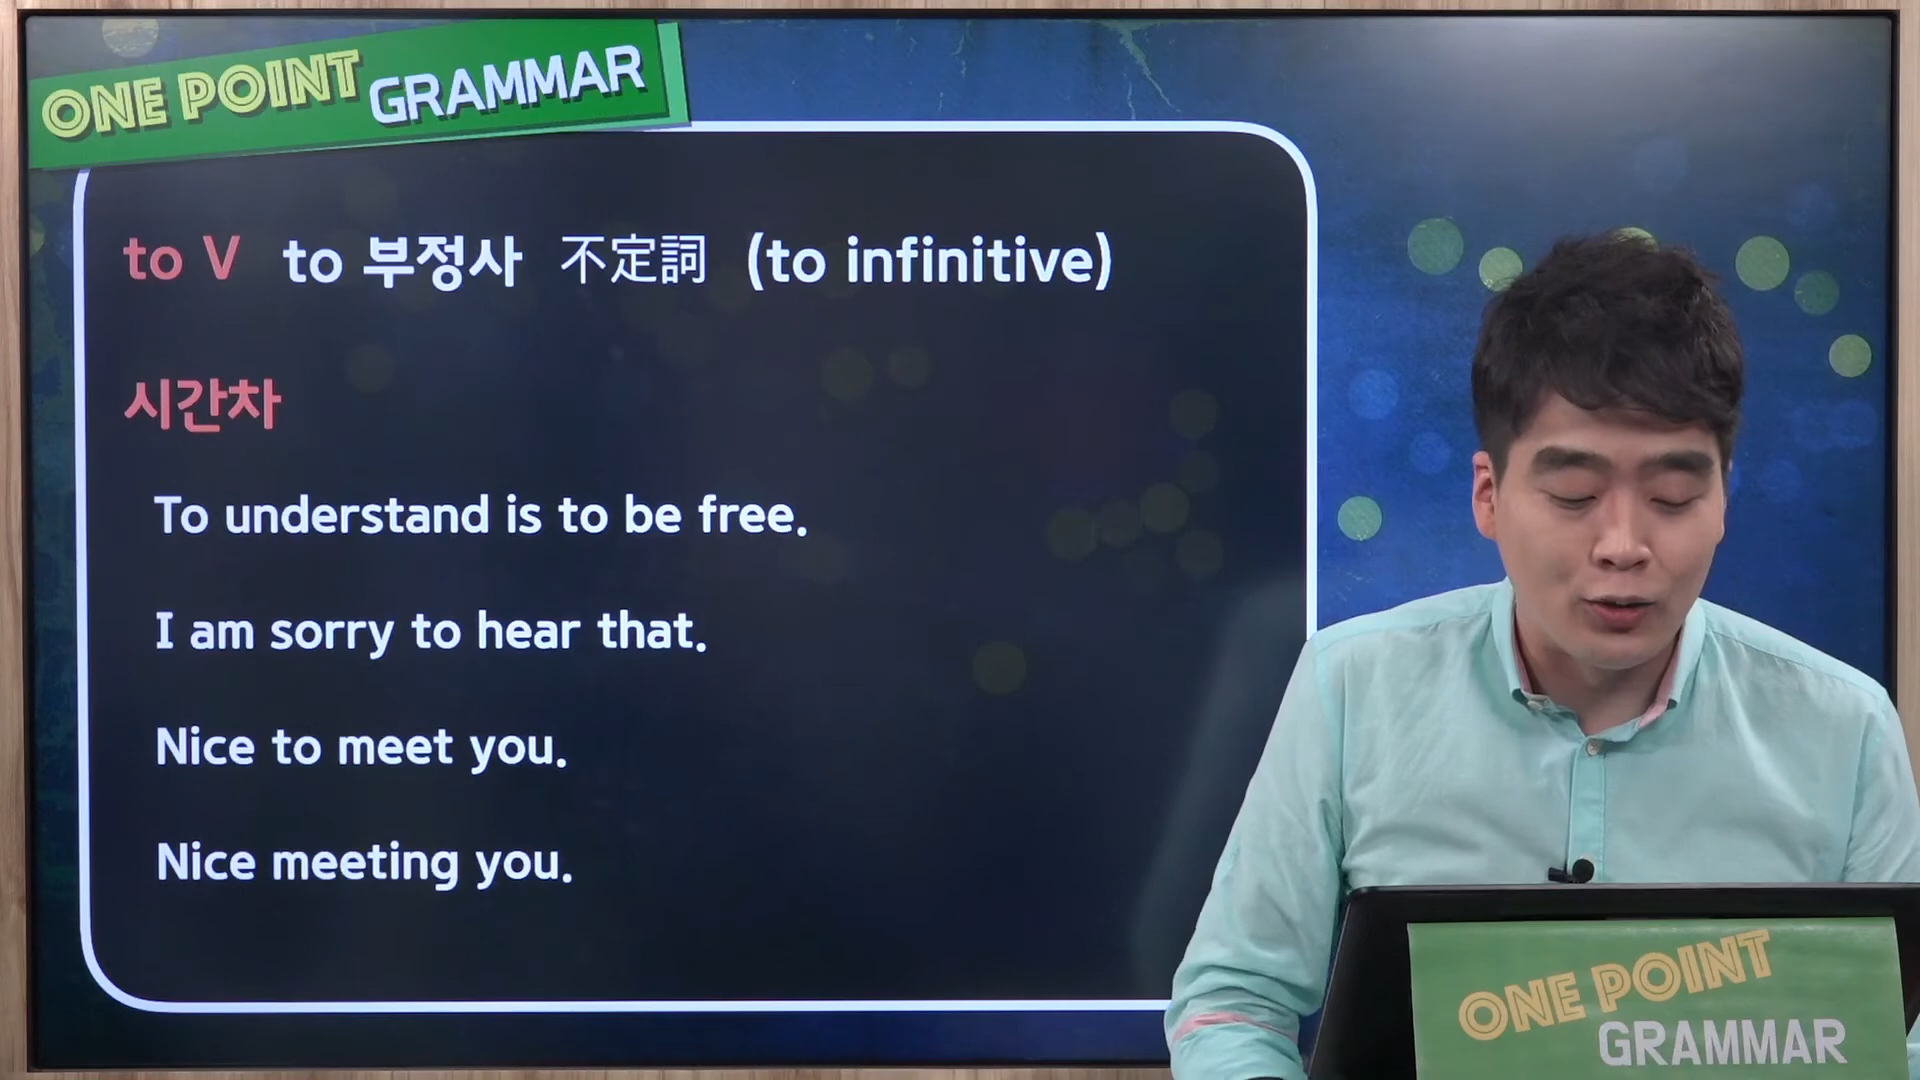 ONE POINT GRAMMAR
to V to 부정사 不定詞 (to infinitive)
시간차
To understand is to be free.
I am sorry to hear that.
Nice to meet you.
Nice meeting you.
ONE POINT
GRAMMAR